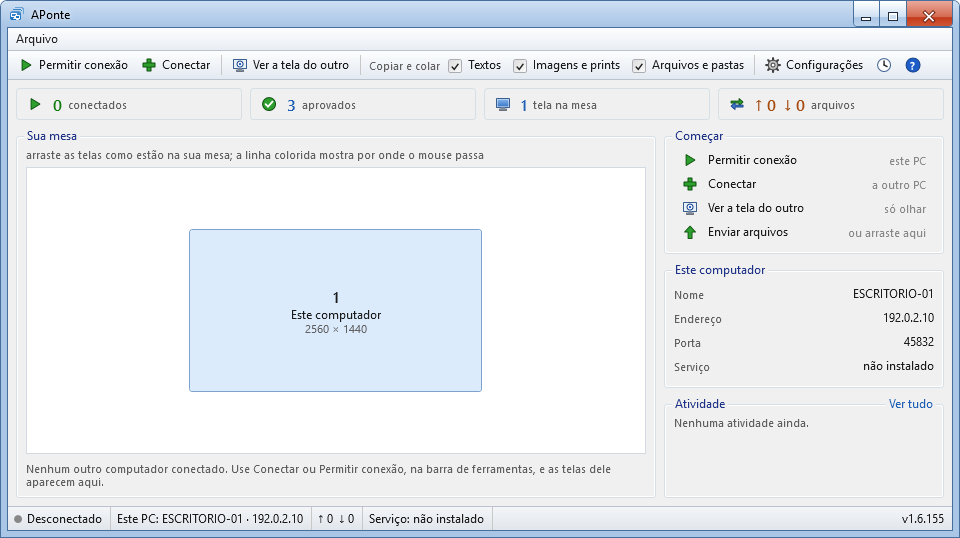 APonte
Arquivo
Permitir conexão Conectar Ver a tela do outro Copiar e colar Textos Imagens e prints Arquivos e pastas Configurações ?
0 conectados 3 aprovados 1 tela na mesa ↑ 0 ↓ 0 arquivos
Sua mesa
arraste as telas como estão na sua mesa; a linha colorida mostra por onde o mouse passa
1
Este computador
2560 × 1440
Nenhum outro computador conectado. Use Conectar ou Permitir conexão, na barra de ferramentas, e as telas dele
aparecem aqui.
Começar
Permitir conexão este PC
Conectar a outro PC
Ver a tela do outro só olhar
Enviar arquivos ou arraste aqui
Este computador
Nome ESCRITORIO-01
Endereço 192.0.2.10
Porta 45832
Serviço não instalado
Atividade Ver tudo
Nenhuma atividade ainda.
Desconectado Este PC: ESCRITORIO-01 · 192.0.2.10 ↑ 0 ↓ 0 Serviço: não instalado v1.6.155